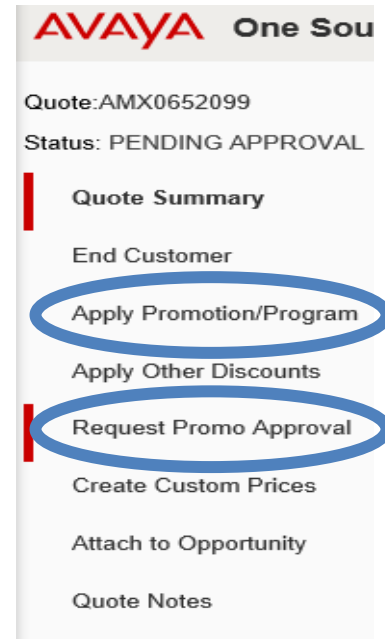 AVAYA One Sou
Quote:AMX0652099
Status: PENDING APPROVAL
Quote Summary
End Customer
Apply Promotion/Program
Apply Other Discounts
Request Promo Approval
Create Custom Prices
Attach to Opportunity
Quote Notes